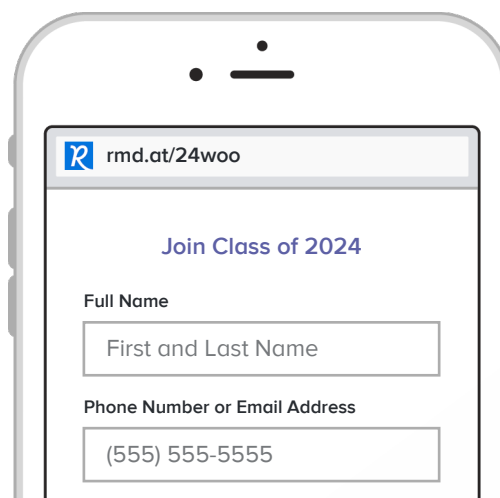 rmd.at/24woo
Join Class of 2024
Full Name
First and Last Name
Phone Number or Email Address
(555) 555-5555